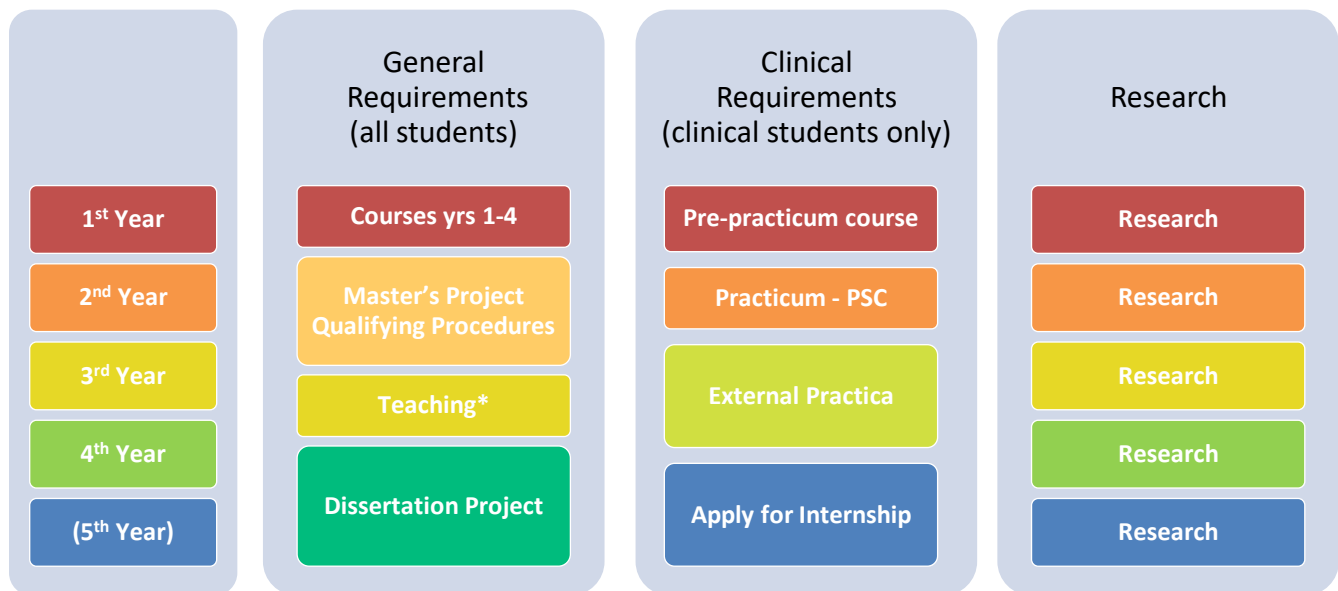 General
Requirements
(all students)
Clinical
Requirements
(clinical students only)
Research
1st Year
Courses yrs 1-4
Pre-practicum course
Research
2nd Year
Master’s Project
Qualifying Procedures
Practicum - PSC
Research
3rd Year
Teaching*
External Practica
Research
4th Year
Dissertation Project
Research
(5th Year)
Apply for Internship
Research